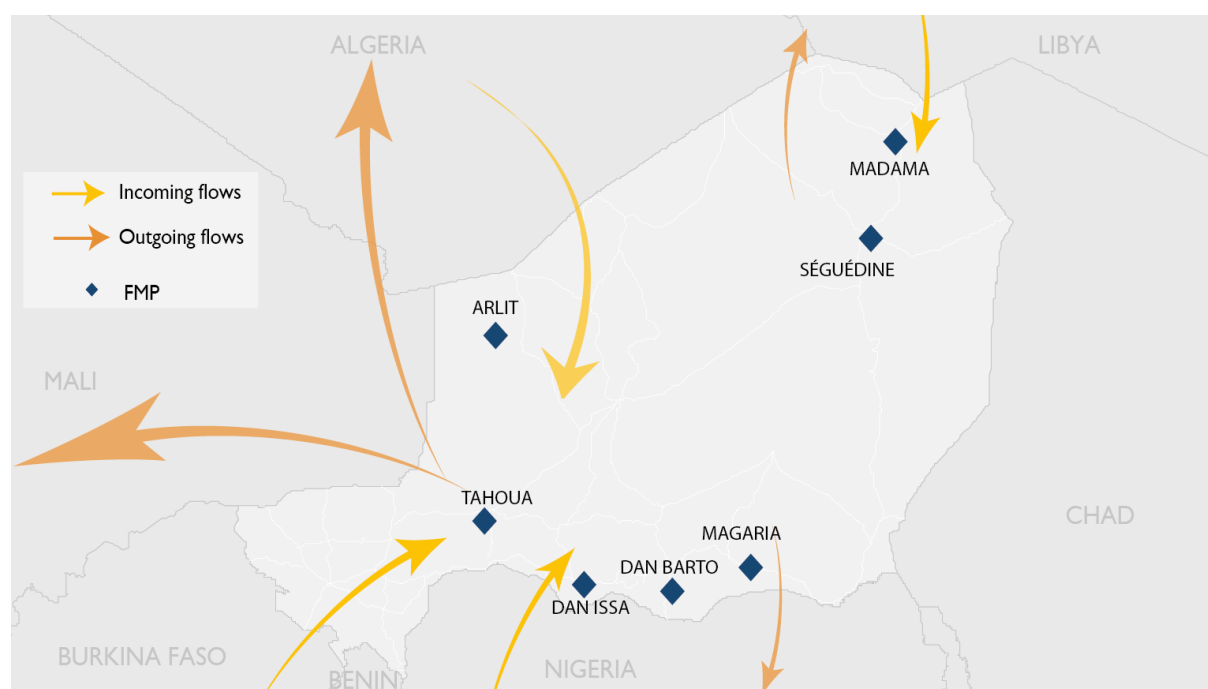 ALGERIA
LIBYA
MADAMA
Incoming flows
Outgoing flows
FMP
SÉGUÉDINE
ARLIT
MALI
TAHOUA
CHAD
MAGARIA
DAN BARTO
DAN ISSA
BURKINA FASO
BENIN
NIGERIA